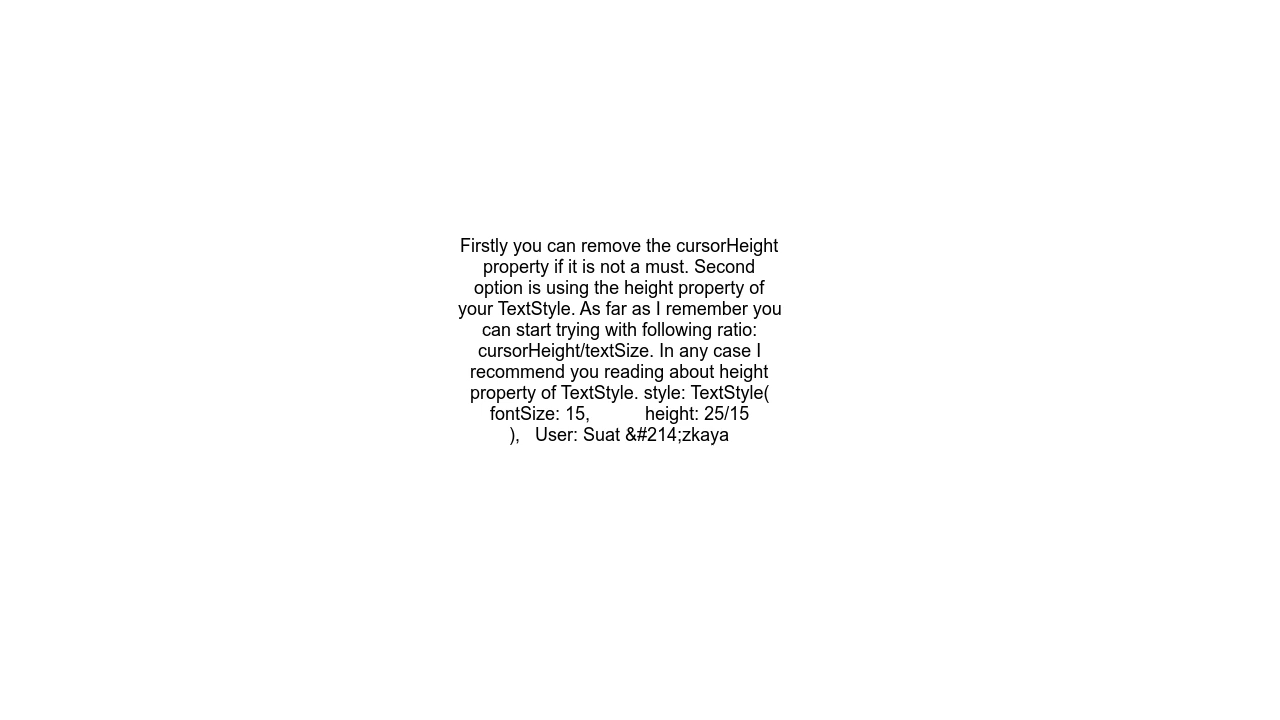 Firstly you can remove the cursorHeight
property if it is not a must. Second
option is using the height property of
your TextStyle. As far as I remember you
can start trying with following ratio:
cursorHeight/textSize. In any case I
recommend you reading about height
property of TextStyle. style: TextStyle(
fontSize: 15,           height: 25/15
),   User: Suat &#214;zkaya